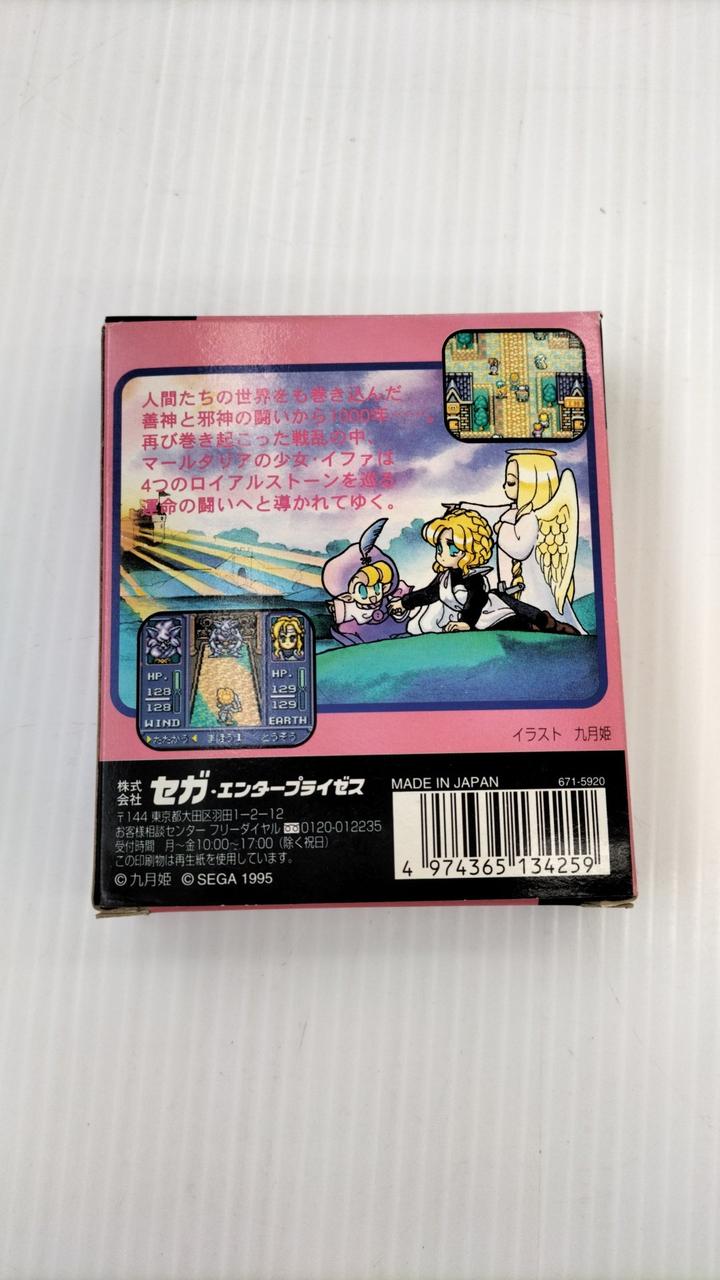 人間たちの世界をも巻き込んだ
善神と邪神の闘いから1000年……。
再び巻き起こった戦乱の中、
マールタリアの少女・イファは
4つのロイアルストーンを巡る
運命の闘いへと導かれてゆく。
HP.
128
128
WIND
HP.
129
129
EARTH
たたかう
まほう1
とうそう
イラスト 九月姫
株式会社 セガ・エンタープライゼス
〒144 東京都大田区羽田1-2-12
お客様相談センター フリーダイヤル 0120-012235
受付時間 月〜金10:00〜17:00（除く祝日）
この印刷物は再生紙を使用しています。
© 九月姫 © SEGA 1995
MADE IN JAPAN
671-5920
4 974365 134259